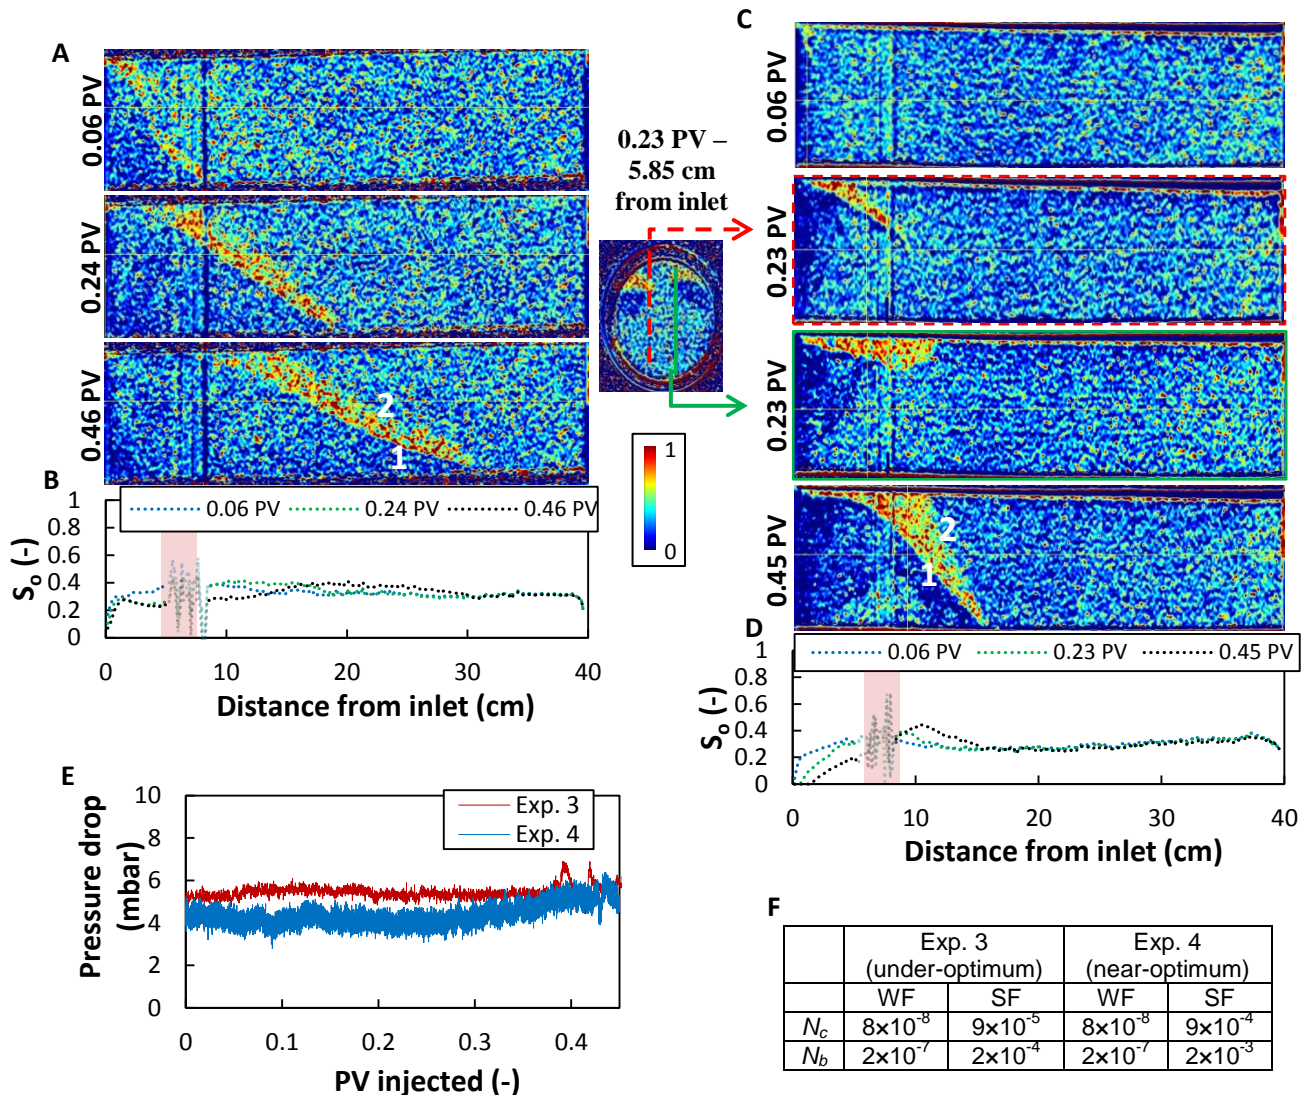 A
0.06 PV
0.24 PV
0.46 PV
2
1
B
0.06 PV
0.24 PV
0.46 PV
1
0.8
0.6
0.4
0.2
0
So (-)
0
10
20
30
40
Distance from inlet (cm)
0.23 PV –
5.85 cm
from inlet
1
0
C
0.06 PV
0.23 PV
0.23 PV
0.45 PV
2
1
D
0.06 PV
0.23 PV
0.45 PV
1
0.8
0.6
0.4
0.2
0
So (-)
0
10
20
30
40
Distance from inlet (cm)
E
Exp. 3
Exp. 4
10
8
6
4
2
0
Pressure drop
(mbar)
0
0.1
0.2
0.3
0.4
PV injected (-)
F
Exp. 3 Exp. 4
(under-optimum) (near-optimum)
WF SF WF SF
Nc 8×10⁻⁸ 9×10⁻⁵ 8×10⁻⁸ 9×10⁻⁴
Nb 2×10⁻⁷ 2×10⁻⁴ 2×10⁻⁷ 2×10⁻³